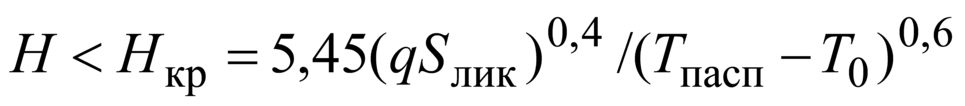 H < Hкр = 5,45(qSлик)^0,4 /(Tпасп − T0)^0,6